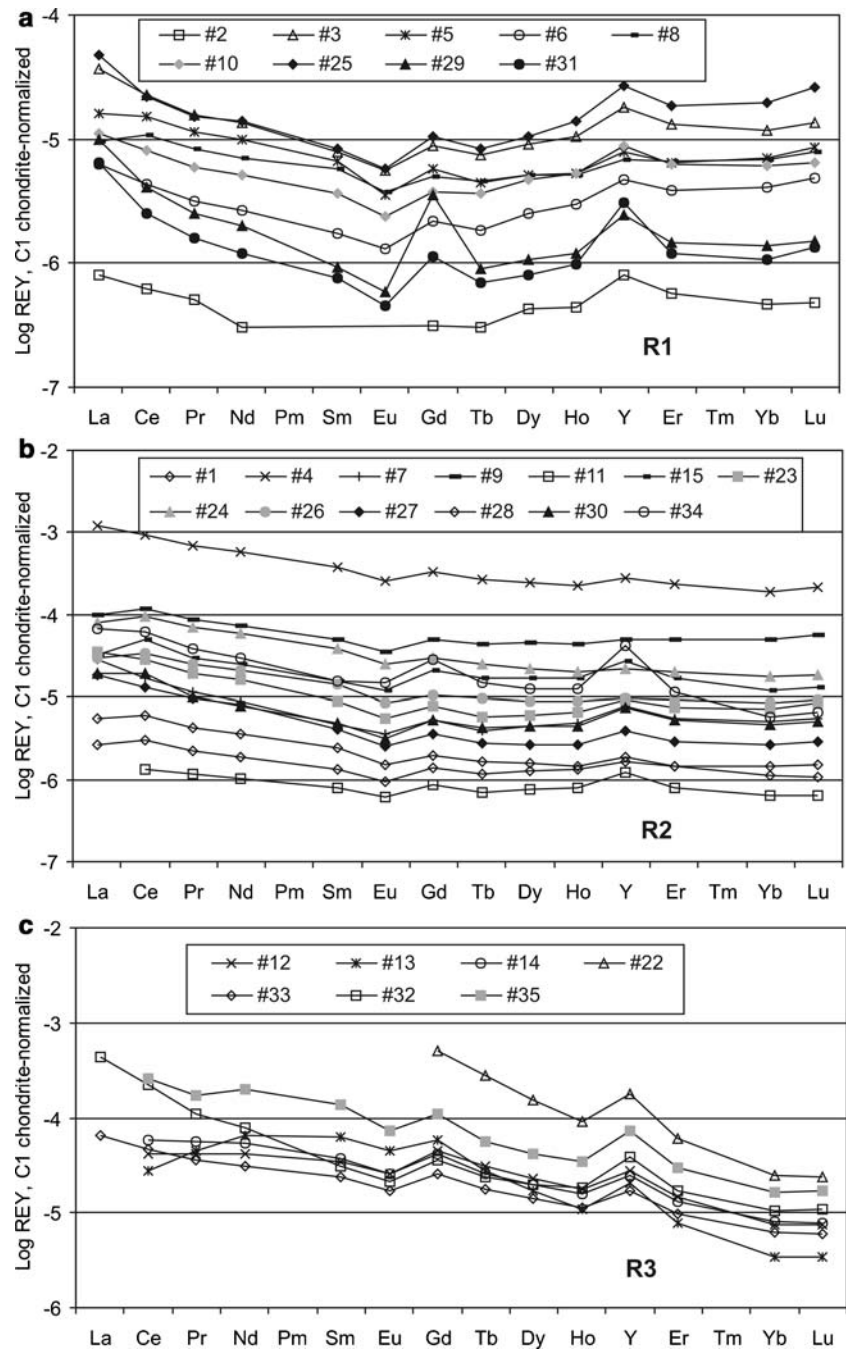 a
Log REY, C1 chondrite-normalized
-4
-5
-6
-7
#2 #3 #5 #6 #8
#10 #25 #29 #31
R1
La Ce Pr Nd Pm Sm Eu Gd Tb Dy Ho Y Er Tm Yb Lu
b
Log REY, C1 chondrite-normalized
-2
-3
-4
-5
-6
-7
#1 #4 #7 #9 #11 #15 #23
#24 #26 #27 #28 #30 #34
R2
La Ce Pr Nd Pm Sm Eu Gd Tb Dy Ho Y Er Tm Yb Lu
c
Log REY, C1 chondrite-normalized
-2
-3
-4
-5
-6
#12 #13 #14 #22
#33 #32 #35
R3
La Ce Pr Nd Pm Sm Eu Gd Tb Dy Ho Y Er Tm Yb Lu